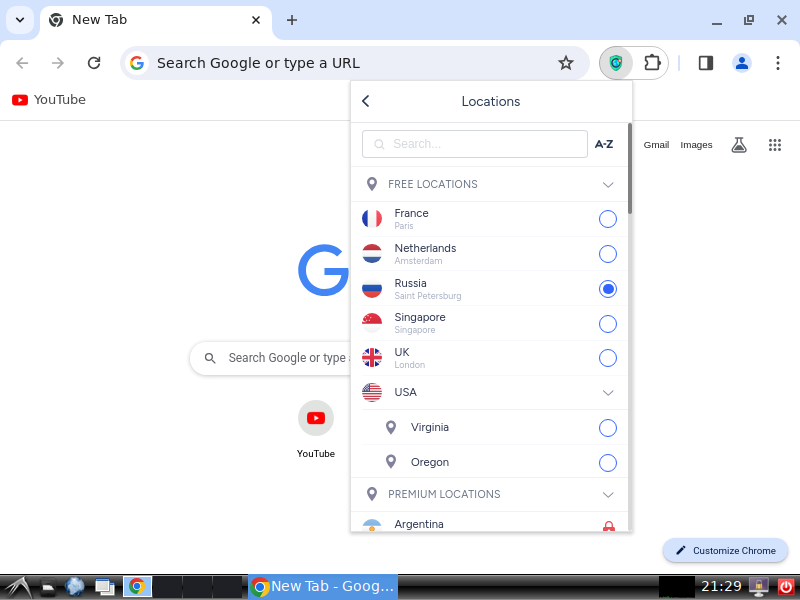 New Tab
Search Google or type a URL
YouTube
Locations
Search...
A-Z
Gmail
Images
FREE LOCATIONS
France
Paris
Netherlands
Amsterdam
Russia
Saint Petersburg
Singapore
Singapore
UK
London
Search Google or type
USA
Virginia
YouTube
Oregon
PREMIUM LOCATIONS
Argentina
Customize Chrome
New Tab - Goog...
21:29